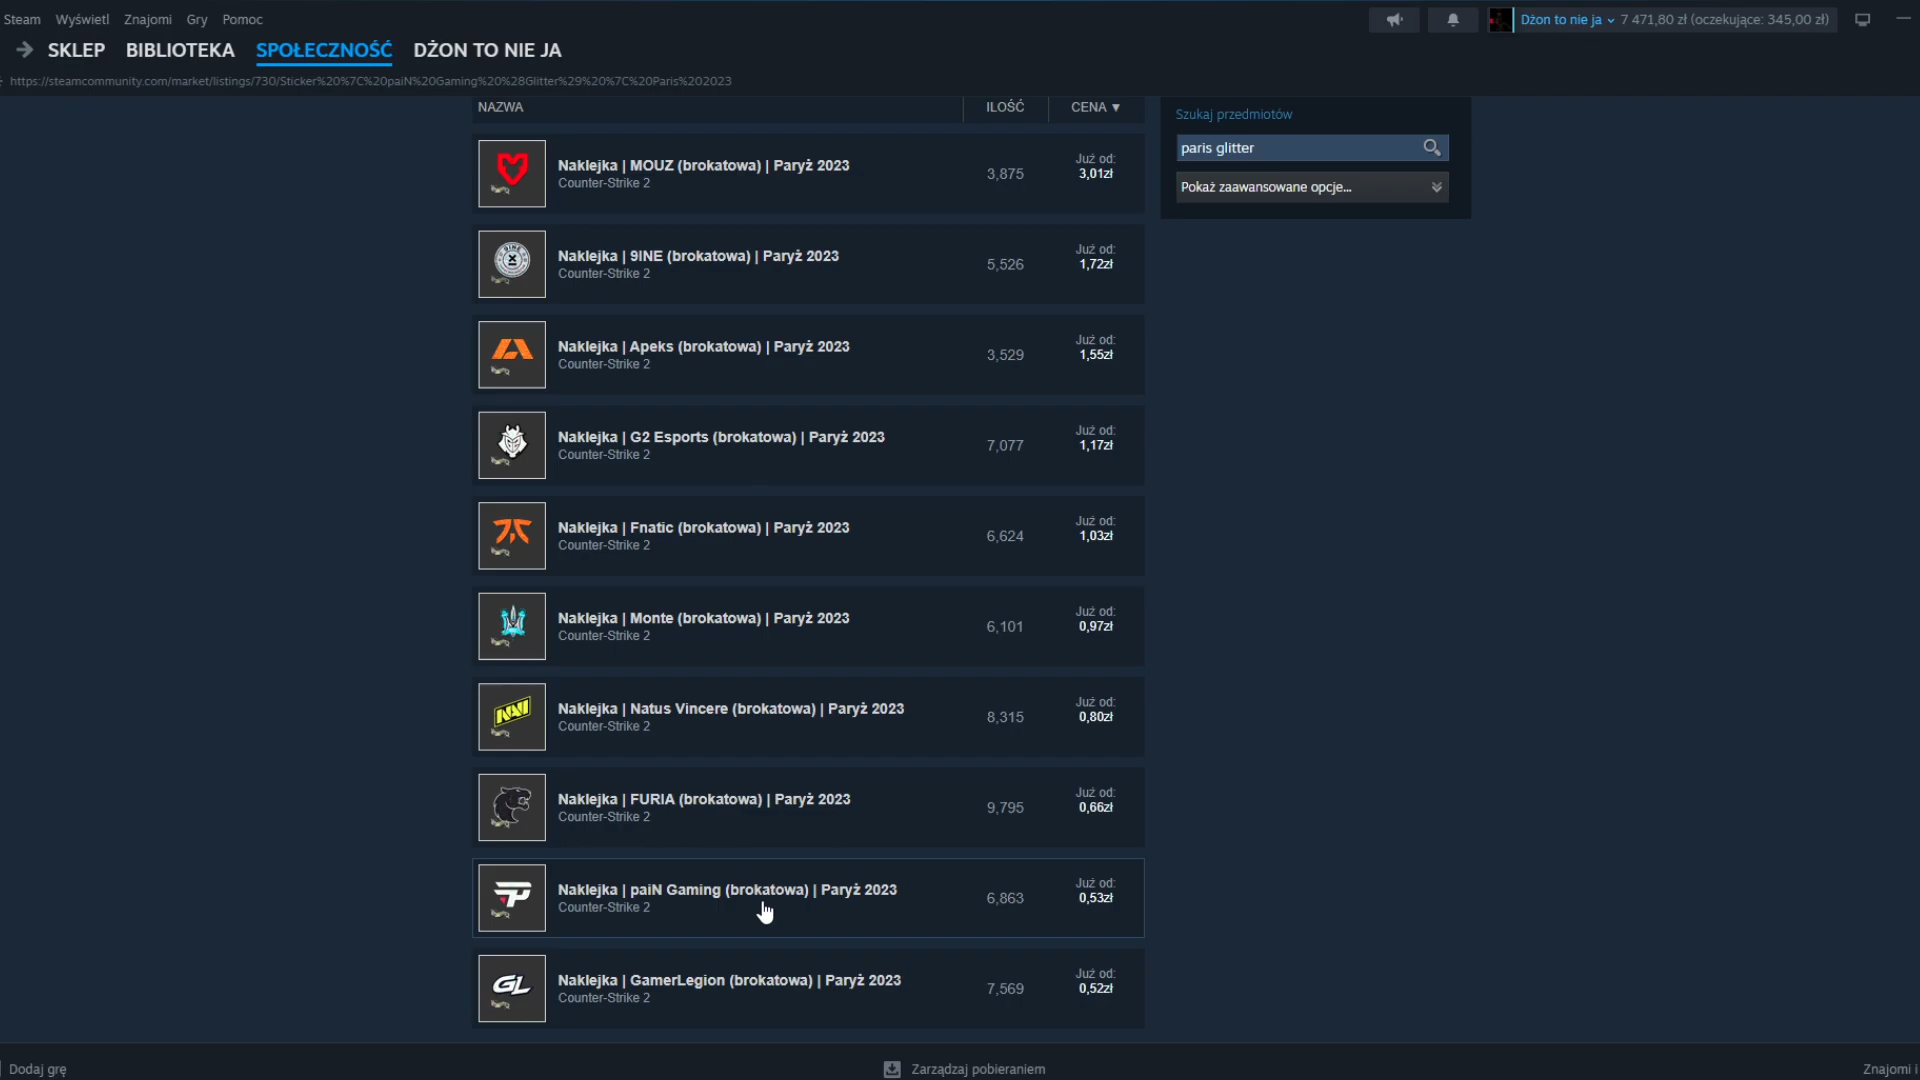 Steam Wyświetl Znajomi Gry Pomoc
Dżon to nie ja 7 471,80 zł (oczekujące: 345,00 zł)
SKLEP BIBLIOTEKA SPOŁECZNOŚĆ DŻON TO NIE JA
https://steamcommunity.com/market/listings/730/Sticker%20%7C%20paiN%20Gaming%20%28Glitter%29%20%7C%20Paris%202023
NAZWA ILOŚĆ CENA ▼
Szukaj przedmiotów
paris glitter
Pokaż zaawansowane opcje...
Naklejka | MOUZ (brokatowa) | Paryż 2023
Counter-Strike 2
3,875
Już od:
3,01zł
Naklejka | 9INE (brokatowa) | Paryż 2023
Counter-Strike 2
5,526
Już od:
1,72zł
Naklejka | Apeks (brokatowa) | Paryż 2023
Counter-Strike 2
3,529
Już od:
1,55zł
Naklejka | G2 Esports (brokatowa) | Paryż 2023
Counter-Strike 2
7,077
Już od:
1,17zł
Naklejka | Fnatic (brokatowa) | Paryż 2023
Counter-Strike 2
6,624
Już od:
1,03zł
Naklejka | Monte (brokatowa) | Paryż 2023
Counter-Strike 2
6,101
Już od:
0,97zł
Naklejka | Natus Vincere (brokatowa) | Paryż 2023
Counter-Strike 2
8,315
Już od:
0,80zł
Naklejka | FURIA (brokatowa) | Paryż 2023
Counter-Strike 2
9,795
Już od:
0,66zł
Naklejka | paiN Gaming (brokatowa) | Paryż 2023
Counter-Strike 2
6,863
Już od:
0,53zł
GL
Naklejka | GamerLegion (brokatowa) | Paryż 2023
Counter-Strike 2
7,569
Już od:
0,52zł
Dodaj grę
Zarządzaj pobieraniem
Znajomi i